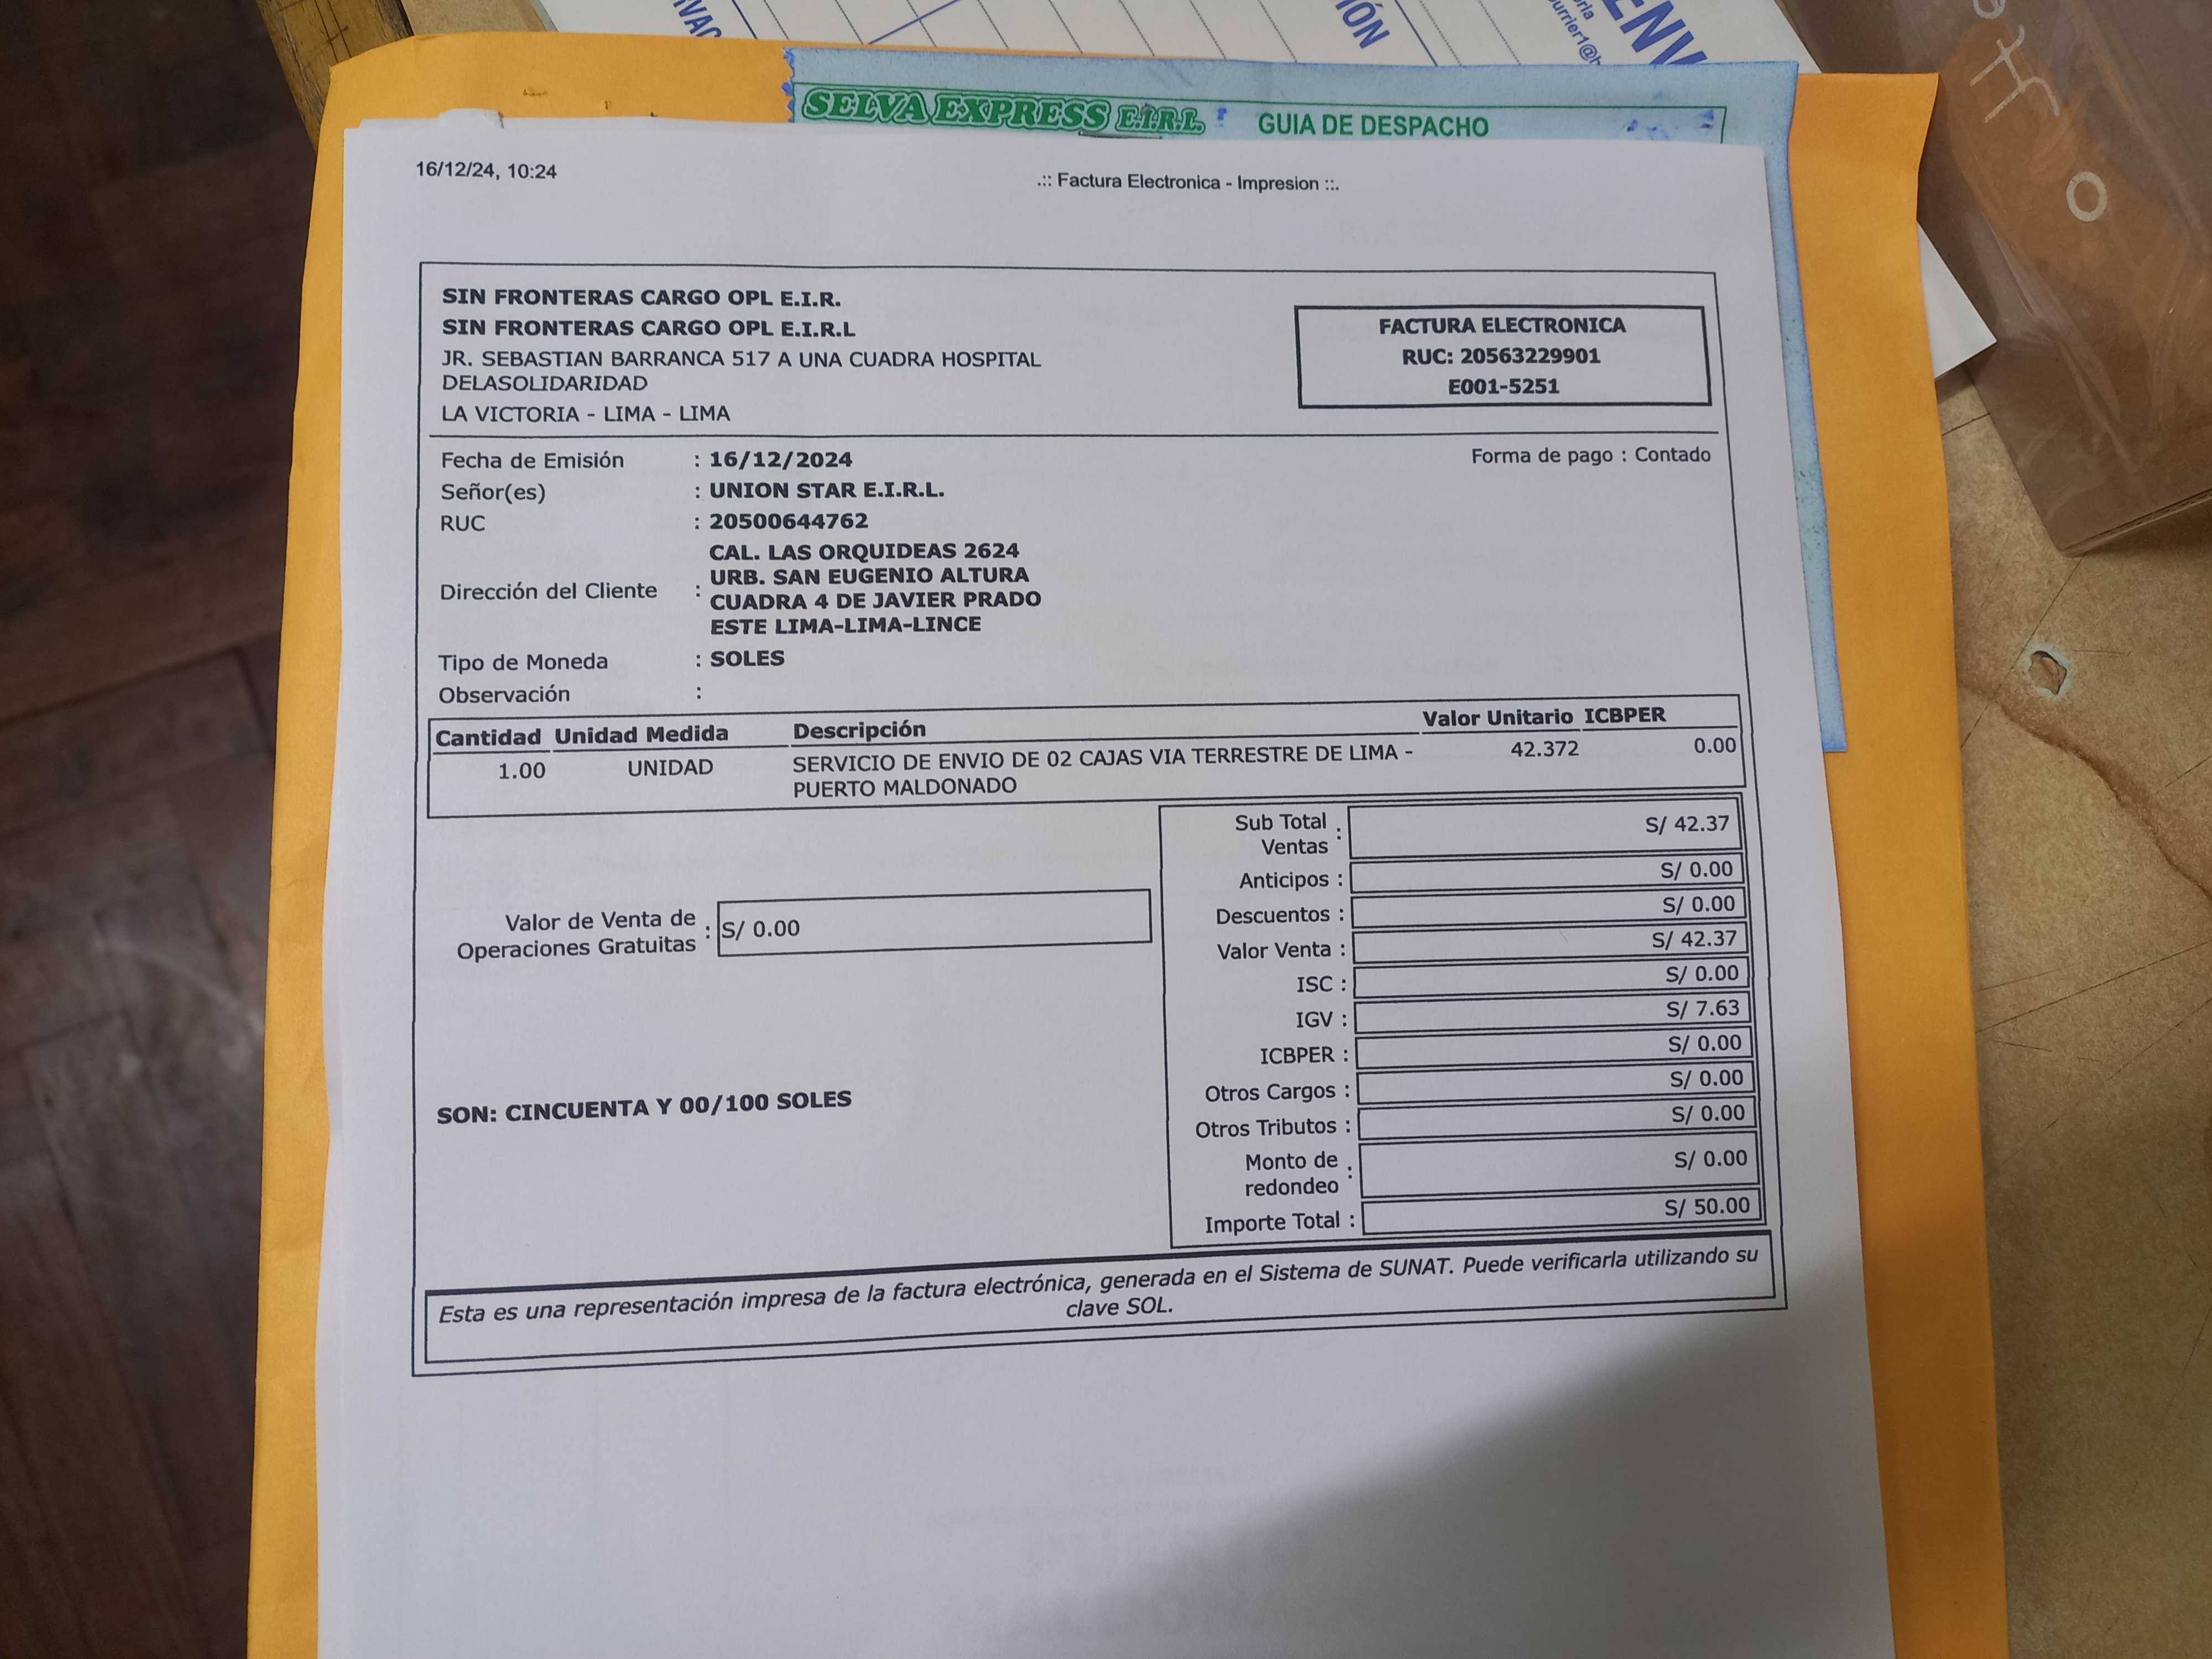 IÓN
ENV
urrier1@h
SELVA EXPRESS E.I.R.L. GUIA DE DESPACHO
16/12/24, 10:24
.:: Factura Electronica - Impresion ::.
SIN FRONTERAS CARGO OPL E.I.R.
SIN FRONTERAS CARGO OPL E.I.R.L
JR. SEBASTIAN BARRANCA 517 A UNA CUADRA HOSPITAL
DELASOLIDARIDAD
LA VICTORIA - LIMA - LIMA
FACTURA ELECTRONICA
RUC: 20563229901
E001-5251
Fecha de Emisión : 16/12/2024
Forma de pago : Contado
Señor(es) : UNION STAR E.I.R.L.
RUC : 20500644762
Dirección del Cliente : CAL. LAS ORQUIDEAS 2624
URB. SAN EUGENIO ALTURA
CUADRA 4 DE JAVIER PRADO
ESTE LIMA-LIMA-LINCE
Tipo de Moneda : SOLES
Observación :
Cantidad Unidad Medida Descripción Valor Unitario ICBPER
1.00 UNIDAD SERVICIO DE ENVIO DE 02 CAJAS VIA TERRESTRE DE LIMA - 42.372 0.00
PUERTO MALDONADO
Sub Total
Ventas : S/ 42.37
Anticipos : S/ 0.00
Descuentos : S/ 0.00
Valor Venta : S/ 42.37
ISC : S/ 0.00
IGV : S/ 7.63
ICBPER : S/ 0.00
Otros Cargos : S/ 0.00
Otros Tributos : S/ 0.00
Monto de
redondeo : S/ 0.00
Importe Total : S/ 50.00
Valor de Venta de
Operaciones Gratuitas : S/ 0.00
SON: CINCUENTA Y 00/100 SOLES
Esta es una representación impresa de la factura electrónica, generada en el Sistema de SUNAT. Puede verificarla utilizando su
clave SOL.